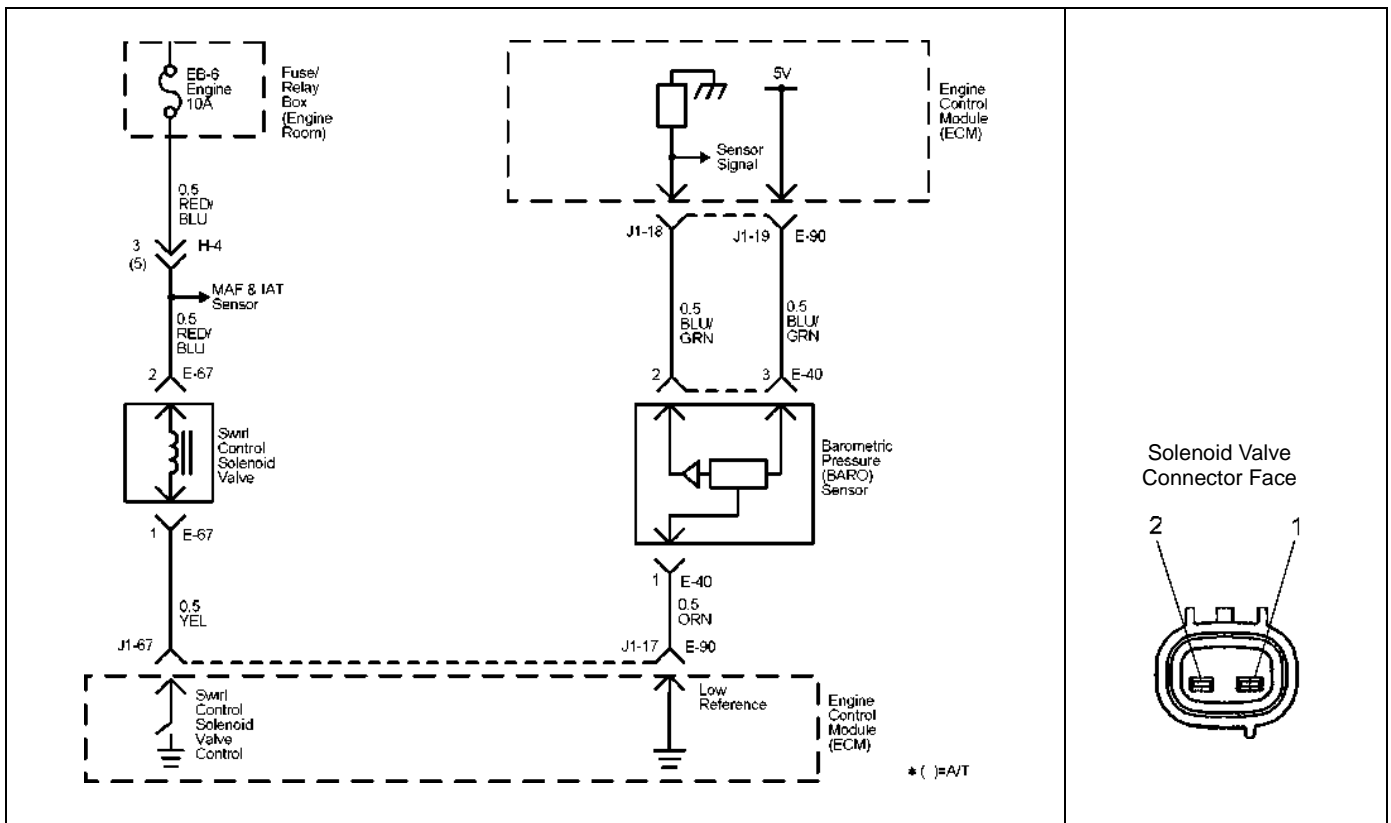 EB-6
Engine
10A
Fuse/
Relay
Box
(Engine
Room)
5V
Sensor
Signal
Engine
Control
Module
(ECM)
0.5
RED/
BLU
3
H-4
(5)
MAF & IAT
Sensor
0.5
RED/
BLU
2
E-67
Swirl
Control
Solenoid
Valve
1
E-67
0.5
YEL
J1-67
J1-18
J1-19
E-90
0.5
BLU/
GRN
0.5
BLU/
GRN
2
3
E-40
Barometric
Pressure
(BARO)
Sensor
1
E-40
0.5
ORN
J1-17
E-90
Swirl
Control
Solenoid
Valve
Control
Low
Reference
Engine
Control
Module
(ECM)
* ( )=A/T
Solenoid Valve
Connector Face
2
1